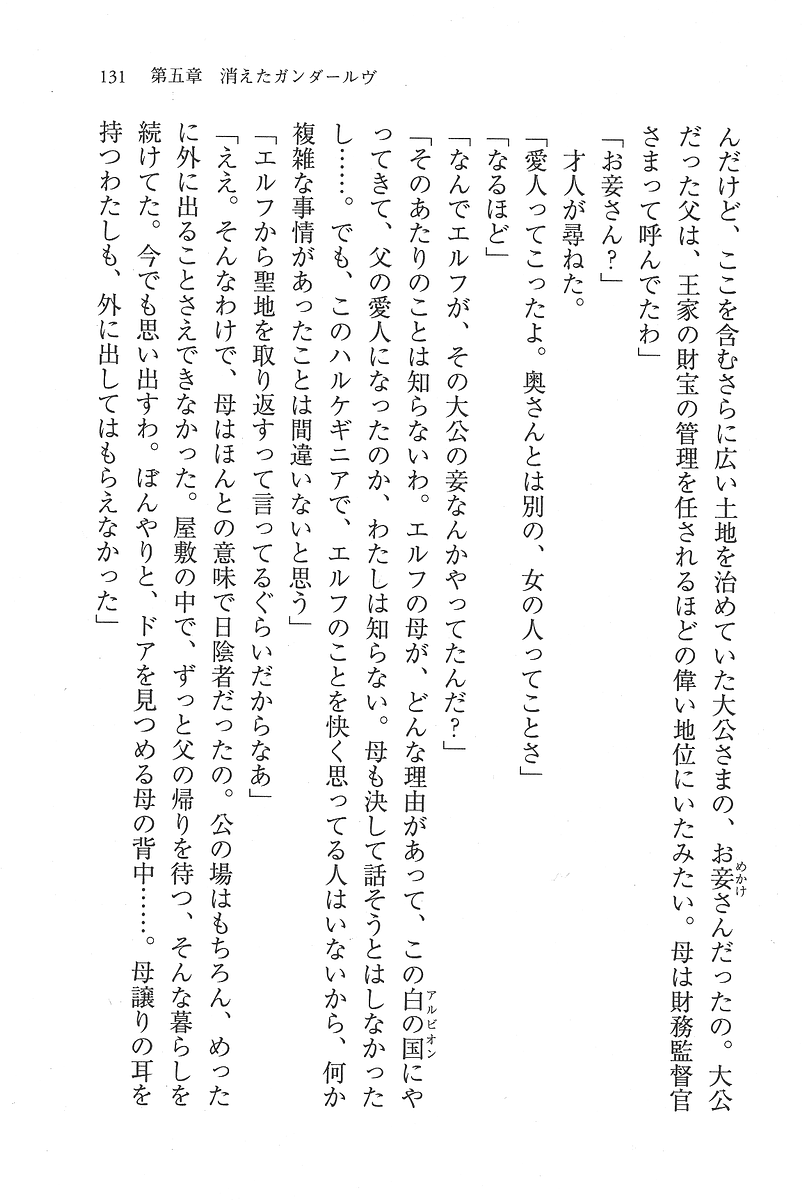 131　第五章　消えたガンダールヴ
んだけど、ここを含むさらに広い土地を治めていた大公さまの、お妾さんだったの。大公
めかけ
だった父は、王家の財宝の管理を任されるほどの偉い地位にいたみたい。母は財務監督官
さまって呼んでたわ」
「お妾さん？」
　才人が尋ねた。
「愛人ってこったよ。奥さんとは別の、女の人ってことさ」
「なるほど」
「なんでエルフが、その大公の妾なんかやってたんだ？」
「そのあたりのことは知らないわ。エルフの母が、どんな理由があって、この白の国にや
アルビオン
ってきて、父の愛人になったのか、わたしは知らない。母も決して話そうとはしなかった
し……。でも、このハルケギニアで、エルフのことを快く思ってる人はいないから、何か
複雑な事情があったことは間違いないと思う」
「エルフから聖地を取り返すって言ってるぐらいだからなあ」
「ええ。そんなわけで、母はほんとの意味で日陰者だったの。公の場はもちろん、めった
に外に出ることさえできなかった。屋敷の中で、ずっと父の帰りを待つ、そんな暮らしを
続けてた。今でも思い出すわ。ぼんやりと、ドアを見つめる母の背中……。母譲りの耳を
持つわたしも、外に出してはもらえなかった」